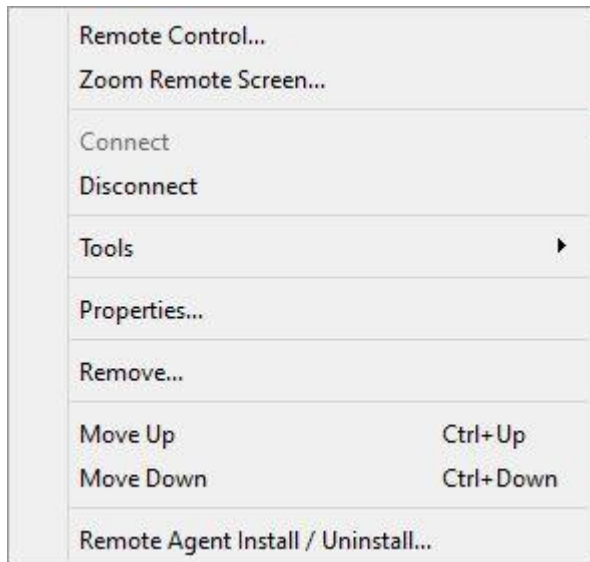 Remote Control...
Zoom Remote Screen...
Connect
Disconnect
Tools
Properties...
Remove...
Move Up Ctrl+Up
Move Down Ctrl+Down
Remote Agent Install / Uninstall...